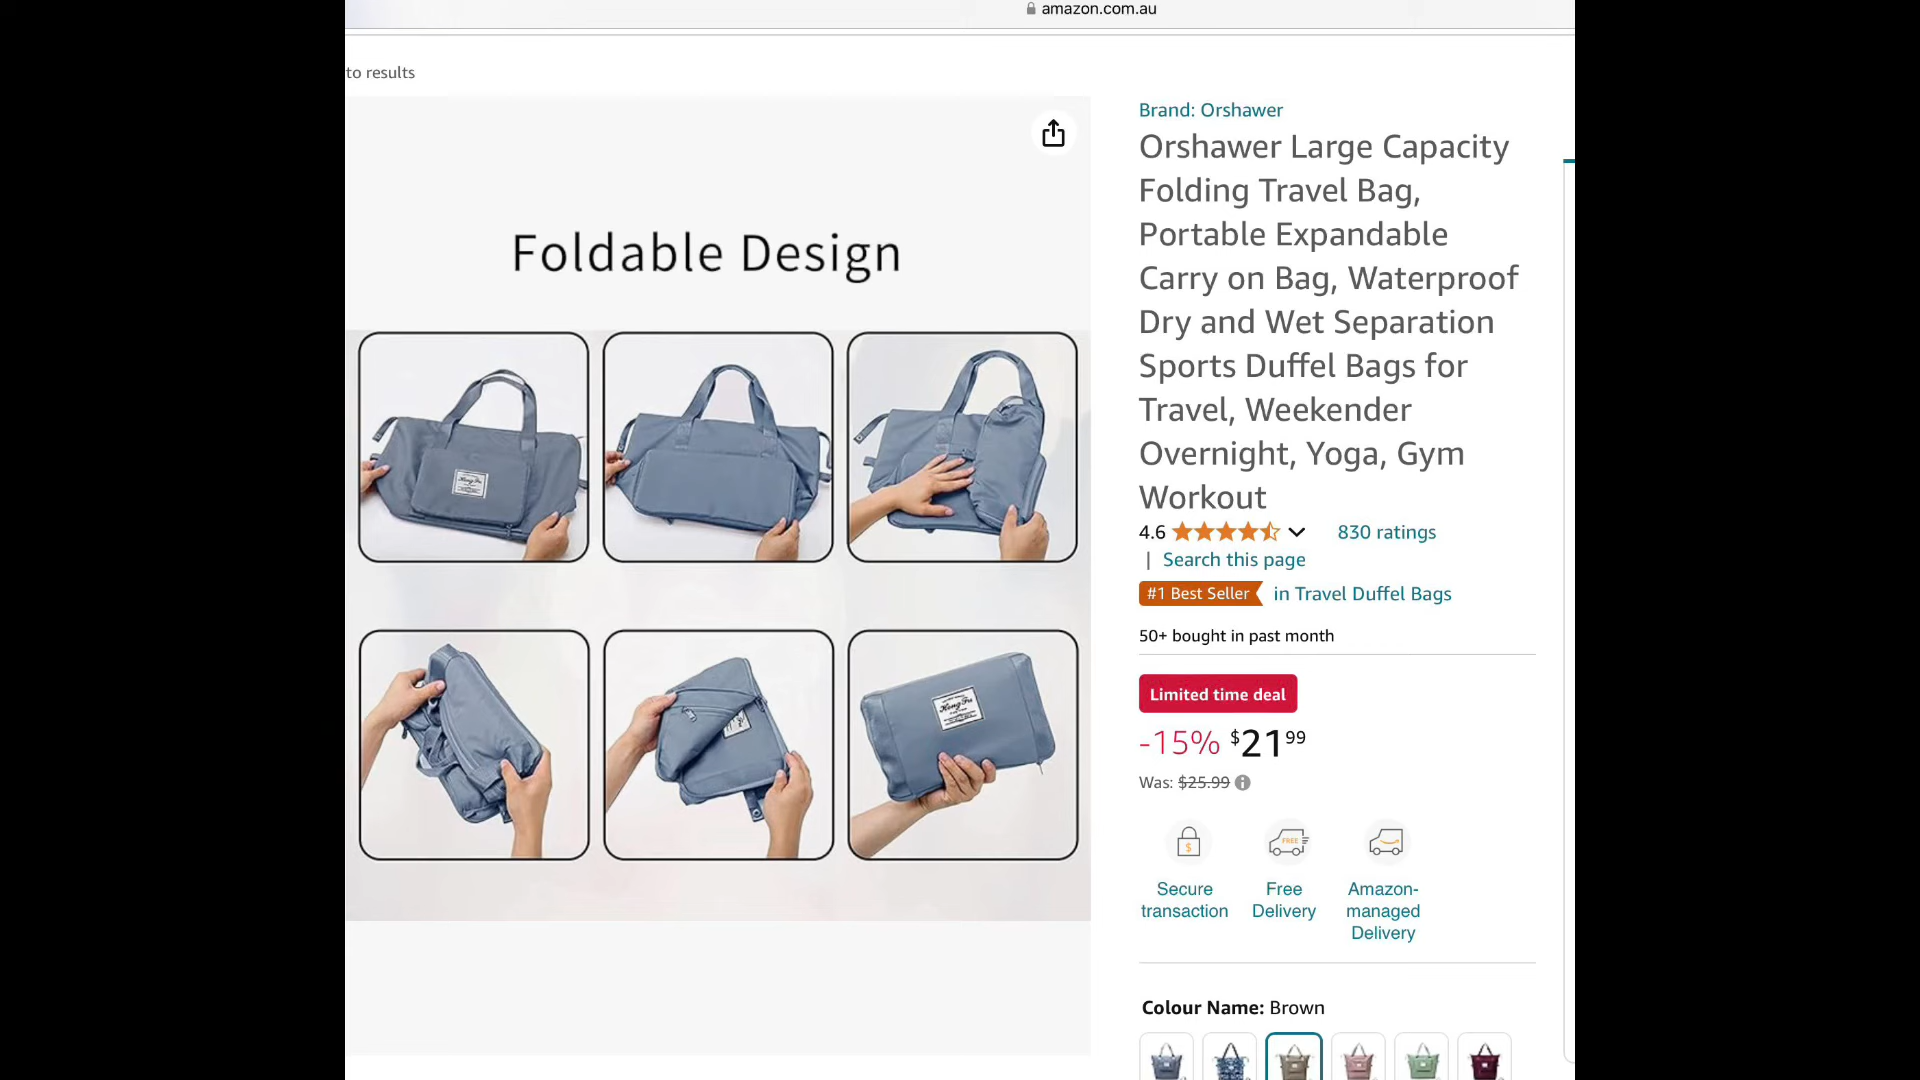 amazon.com.au
to results
Foldable Design
Brand: Orshawer
Orshawer Large Capacity
Folding Travel Bag,
Portable Expandable
Carry on Bag, Waterproof
Dry and Wet Separation
Sports Duffel Bags for
Travel, Weekender
Overnight, Yoga, Gym
Workout
4.6 830 ratings
| Search this page
#1 Best Seller in Travel Duffel Bags
50+ bought in past month
Limited time deal
-15% $21 99
Was: $25.99
FREE
Secure transaction
Free Delivery
Amazon-managed Delivery
Colour Name: Brown